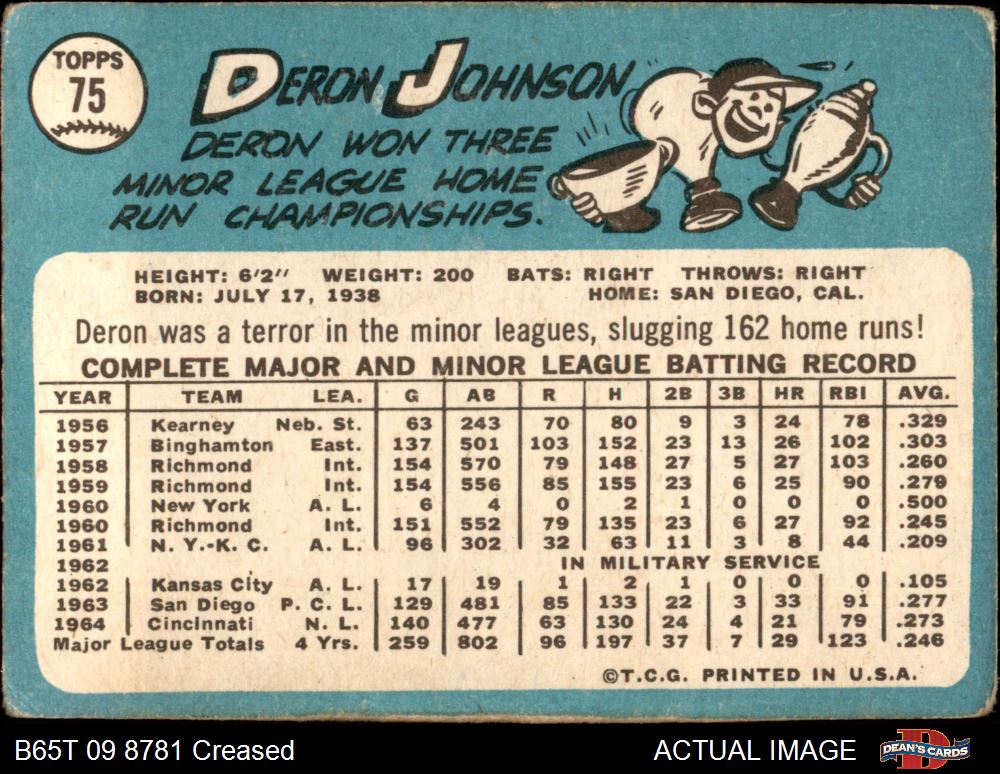 TOPPS
75
DERON JOHNSON
DERON WON THREE
MINOR LEAGUE HOME
RUN CHAMPIONSHIPS.
HEIGHT: 6'2" WEIGHT: 200 BATS: RIGHT THROWS: RIGHT
BORN: JULY 17, 1938 HOME: SAN DIEGO, CAL.
Deron was a terror in the minor leagues, slugging 162 home runs!
COMPLETE MAJOR AND MINOR LEAGUE BATTING RECORD
YEAR TEAM LEA. G AB R H 2B 3B HR RBI AVG.
1956 Kearney Neb. St. 63 243 70 80 9 3 24 78 .329
1957 Binghamton East. 137 501 103 152 23 13 26 102 .303
1958 Richmond Int. 154 570 79 148 27 5 27 103 .260
1959 Richmond Int. 154 556 85 155 23 6 25 90 .279
1960 New York A. L. 6 4 0 2 1 0 0 0 .500
1960 Richmond Int. 151 552 79 135 23 6 27 92 .245
1961 N. Y.-K. C. A. L. 96 302 32 63 11 3 8 44 .209
1962 IN MILITARY SERVICE
1962 Kansas City A. L. 17 19 1 2 1 0 0 0 .105
1963 San Diego P. C. L. 129 481 85 133 22 3 33 91 .277
1964 Cincinnati N. L. 140 477 63 130 24 4 21 79 .273
Major League Totals 4 Yrs. 259 802 96 197 37 7 29 123 .246
©T.C.G. PRINTED IN U.S.A.
B65T 09 8781 Creased
ACTUAL IMAGE
DEAN'S CARDS